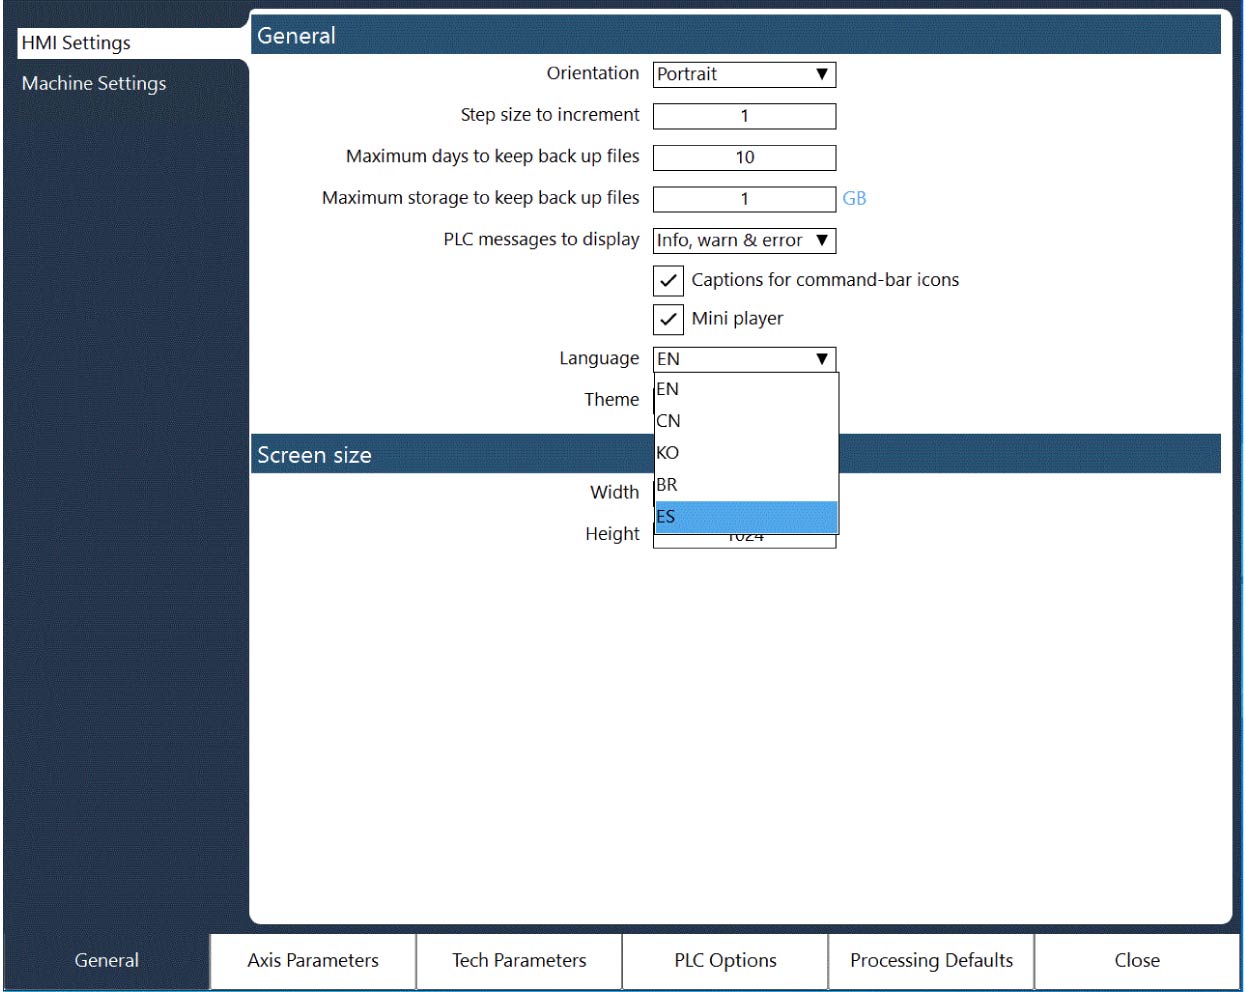 HMI Settings
Machine Settings
General
Orientation Portrait ▼
Step size to increment 1
Maximum days to keep back up files 10
Maximum storage to keep back up files 1 GB
PLC messages to display Info, warn & error ▼
✓ Captions for command-bar icons
✓ Mini player
Language EN ▼
EN
Theme
CN
Screen size
KO
BR
Width
ES
Height 1024
General Axis Parameters Tech Parameters PLC Options Processing Defaults Close